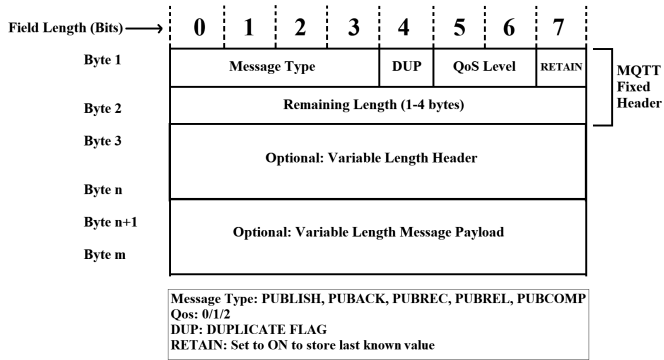 Field Length (Bits) 0 1 2 3 4 5 6 7
Byte 1 Message Type DUP QoS Level RETAIN
MQTT
Fixed
Header
Byte 2 Remaining Length (1-4 bytes)
Byte 3
Optional: Variable Length Header
Byte n
Byte n+1
Optional: Variable Length Message Payload
Byte m
Message Type: PUBLISH, PUBACK, PUBREC, PUBREL, PUBCOMP
Qos: 0/1/2
DUP: DUPLICATE FLAG
RETAIN: Set to ON to store last known value